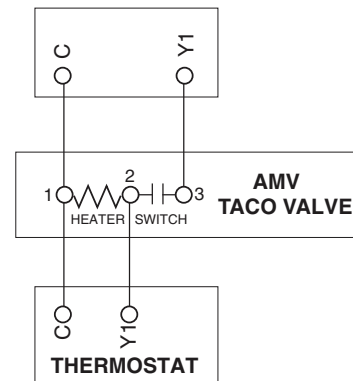 C Y1
2
1 3
AMV
HEATER SWITCH
TACO VALVE
C Y1
THERMOSTAT